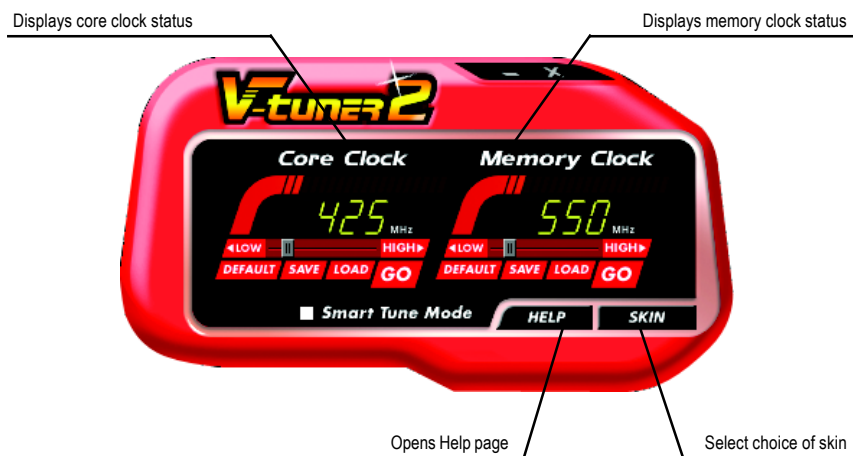 Displays core clock status
Displays memory clock status
V-tuner 2
Core Clock
Memory Clock
425 MHz
550 MHz
LOW HIGH
LOW HIGH
DEFAULT SAVE LOAD GO
DEFAULT SAVE LOAD GO
Smart Tune Mode
HELP
SKIN
Opens Help page
Select choice of skin